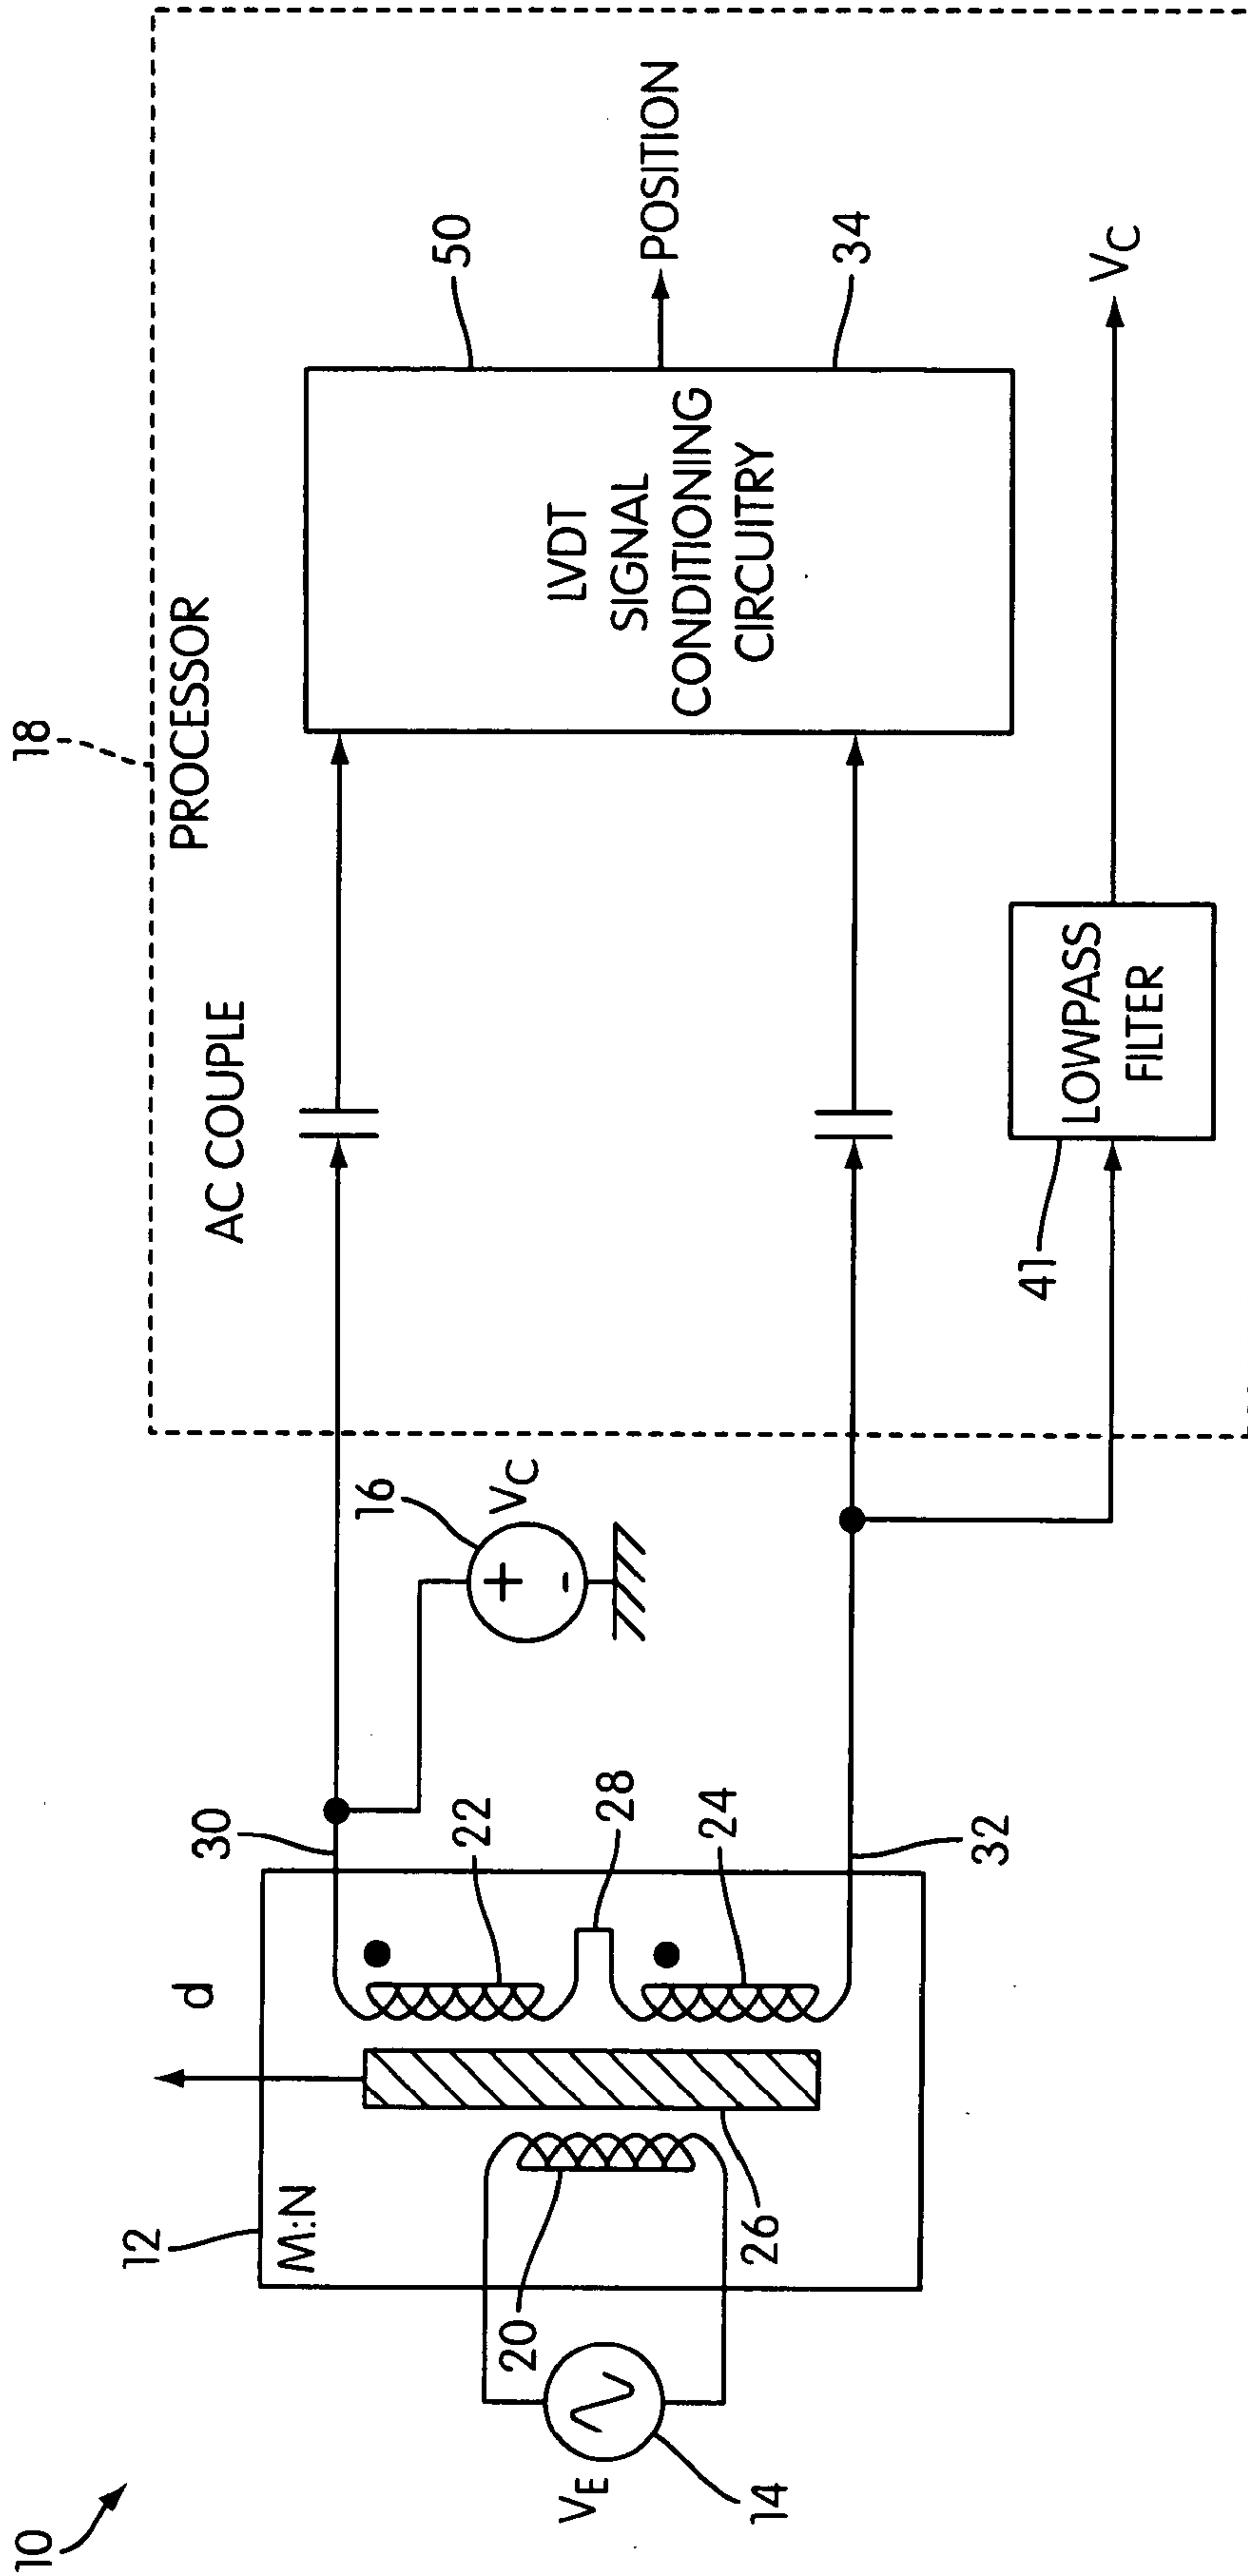 10
18
PROCESSOR
12
M:N
d
30
AC COUPLE
16
VC
50
LVDT
SIGNAL
CONDITIONING
CIRCUITRY
POSITION
34
VE
14
20
26
22
28
24
32
41
LOWPASS
FILTER
VC